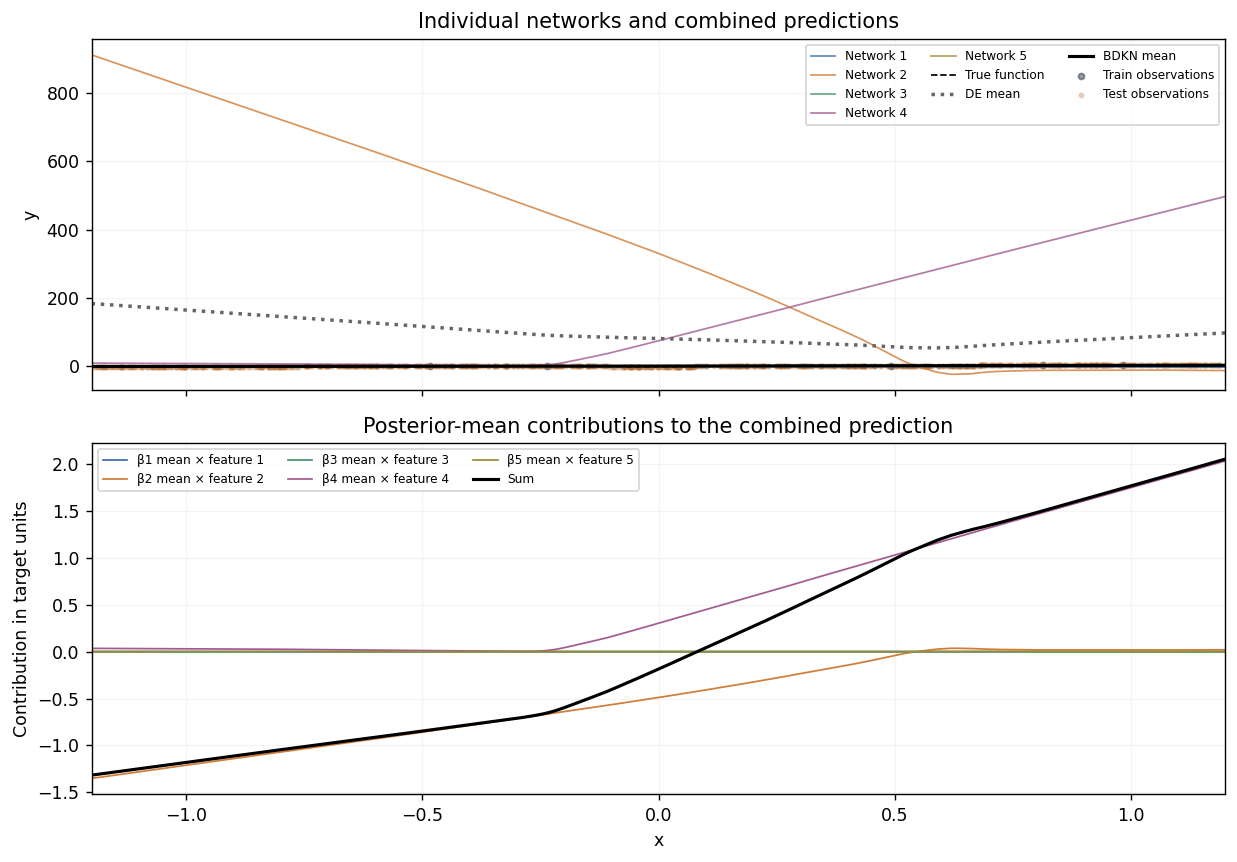 Individual networks and combined predictions
Network 1
Network 2
Network 3
Network 4
Network 5
True function
DE mean
BDKN mean
Train observations
Test observations
800
600
400
200
0
y
Posterior-mean contributions to the combined prediction
β1 mean × feature 1
β2 mean × feature 2
β3 mean × feature 3
β4 mean × feature 4
β5 mean × feature 5
Sum
2.0
1.5
1.0
0.5
0.0
−0.5
−1.0
−1.5
Contribution in target units
−1.0
−0.5
0.0
0.5
1.0
x